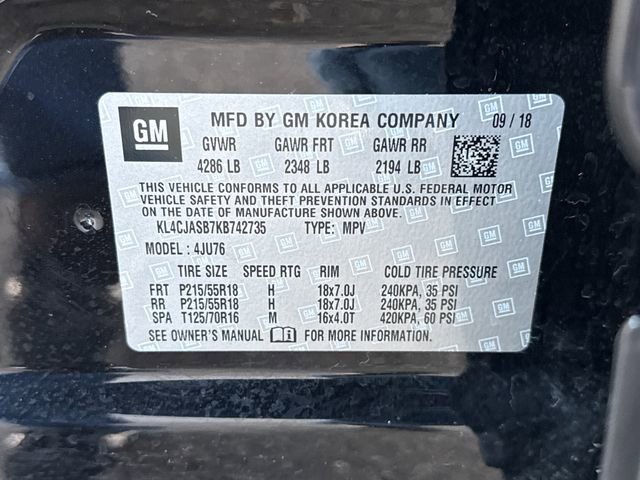 GM MFD BY GM KOREA COMPANY 09 / 18
GVWR GAWR FRT GAWR RR
4286 LB 2348 LB 2194 LB
THIS VEHICLE CONFORMS TO ALL APPLICABLE U.S. FEDERAL MOTOR
VEHICLE SAFETY AND THEFT PREVENTION STANDARDS IN EFFECT
ON THE DATE OF MANUFACTURE SHOWN ABOVE.
KL4CJASB7KB742735 TYPE: MPV
MODEL : 4JU76
TIRE SIZE SPEED RTG RIM COLD TIRE PRESSURE
FRT P215/55R18 H 18x7.0J 240KPA, 35 PSI
RR P215/55R18 H 18x7.0J 240KPA, 35 PSI
SPA T125/70R16 M 16x4.0T 420KPA, 60 PSI
SEE OWNER'S MANUAL FOR MORE INFORMATION.